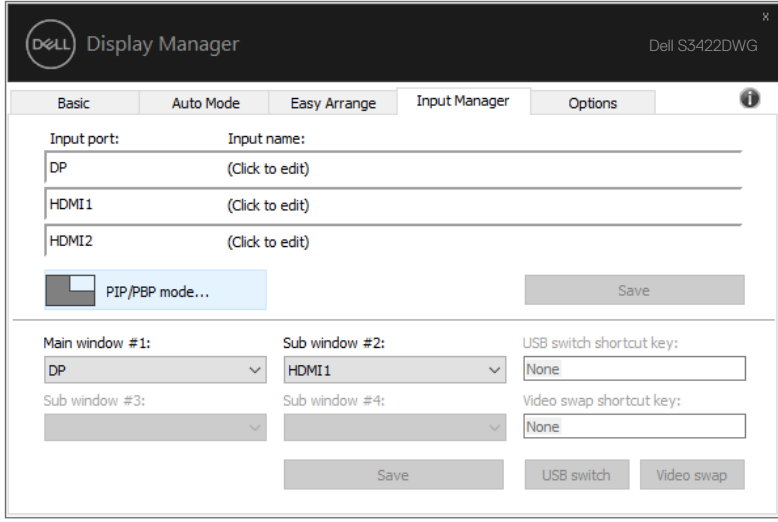 DELL Display Manager
x
Dell S3422DWG
Basic Auto Mode Easy Arrange Input Manager Options
Input port: Input name:
DP (Click to edit)
HDMI1 (Click to edit)
HDMI2 (Click to edit)
PIP/PBP mode... Save
Main window #1: Sub window #2: USB switch shortcut key:
DP HDMI1 None
Sub window #3: Sub window #4: Video swap shortcut key:
None
Save USB switch Video swap